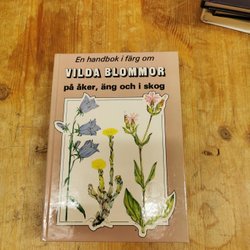 En handbok i färg om
VILDA BLOMMOR
på åker, äng och i skog